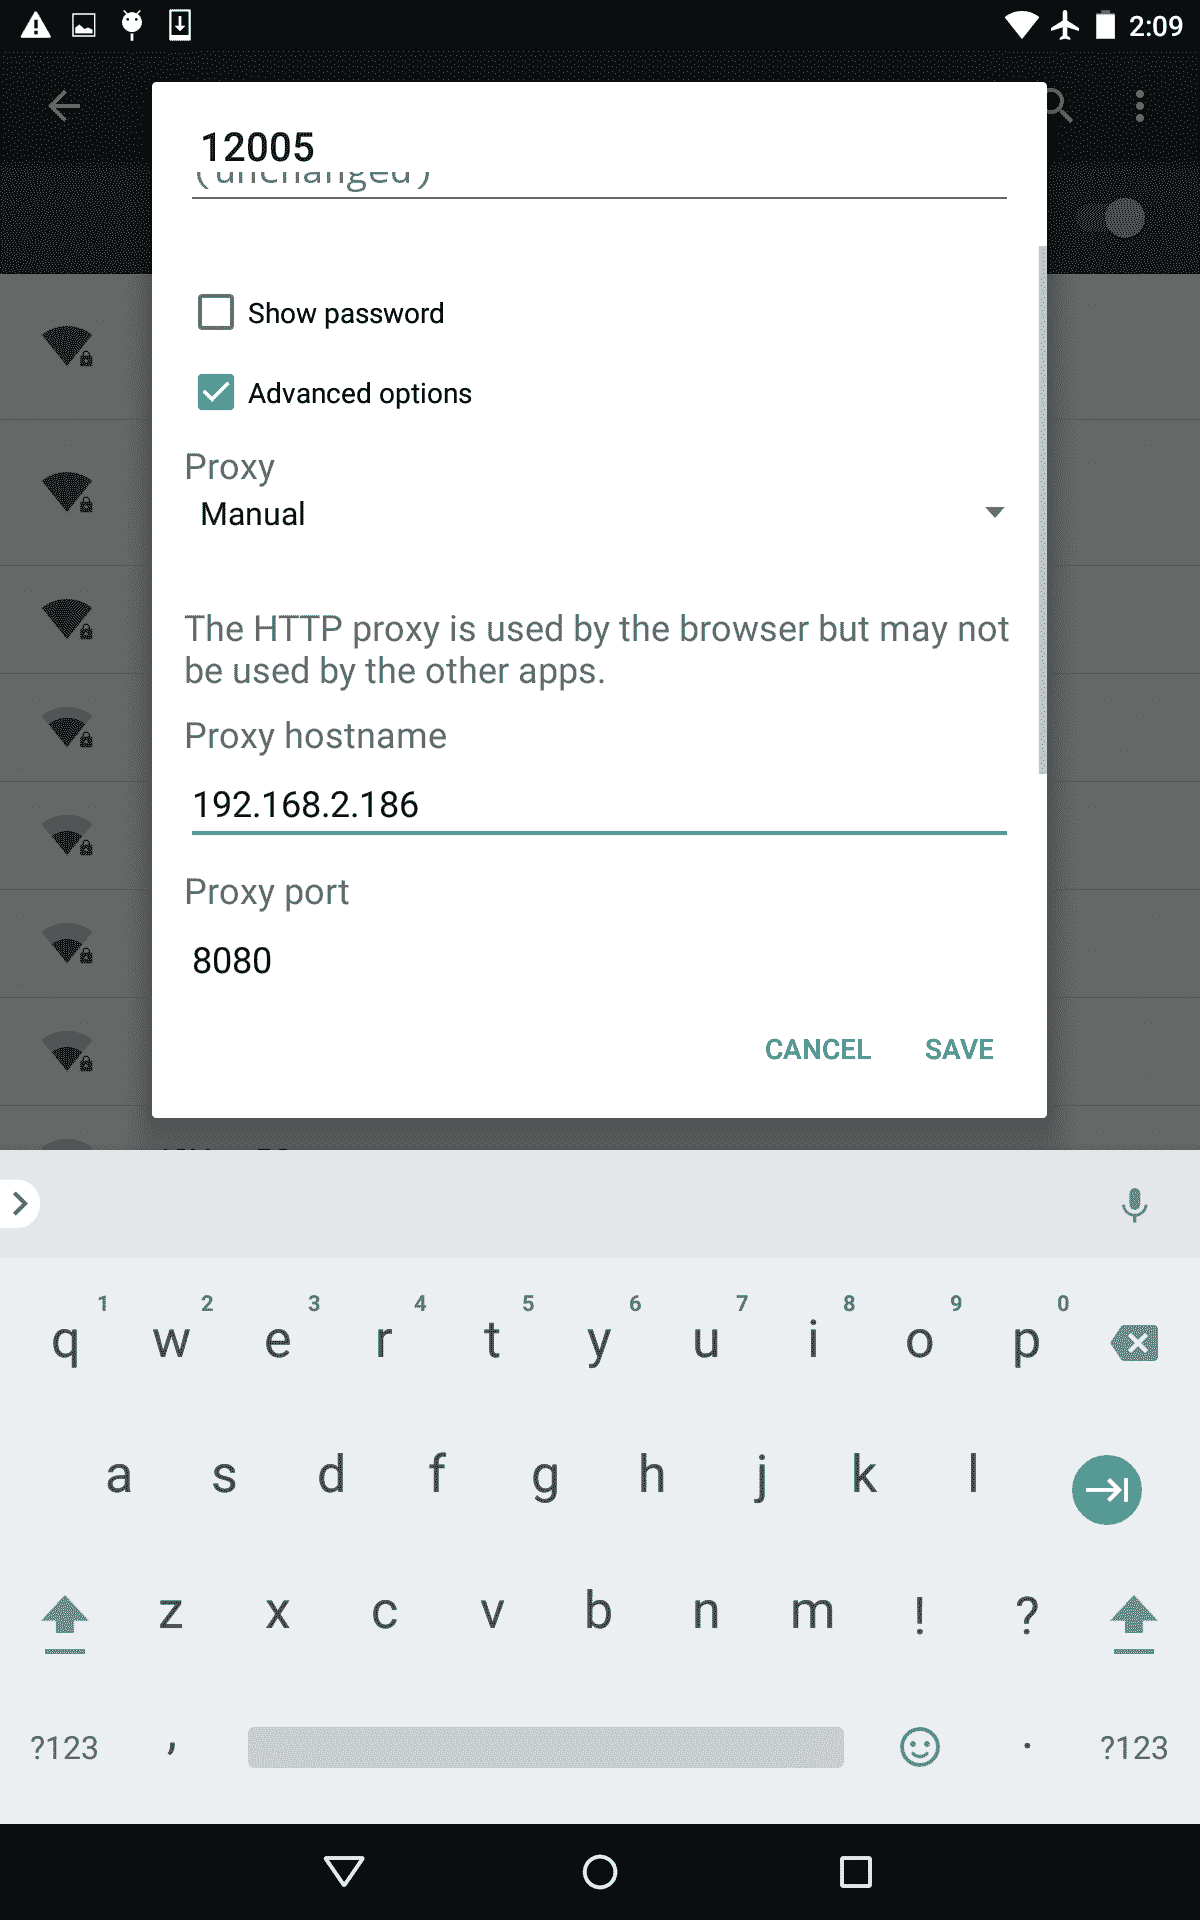 2:09
12005
(unchanged)
Show password
Advanced options
Proxy
Manual
The HTTP proxy is used by the browser but may not
be used by the other apps.
Proxy hostname
192.168.2.186
Proxy port
8080
CANCEL SAVE
1 2 3 4 5 6 7 8 9 0
q w e r t y u i o p
a s d f g h j k l
z x c v b n m ! ?
?123 , . ?123